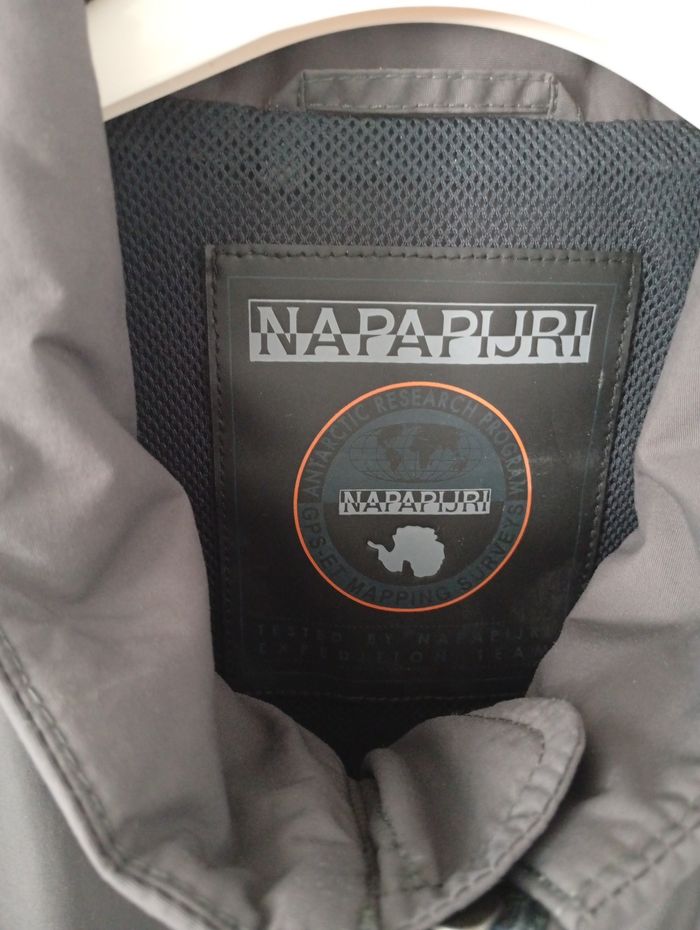 NAPAPIJRI
ANTARCTIC RESEARCH PROGRAM
NAPAPIJRI
GPS-ET MAPPING SURVEYS
TESTED BY NAPAPIJRI
EXPEDITION TEAM